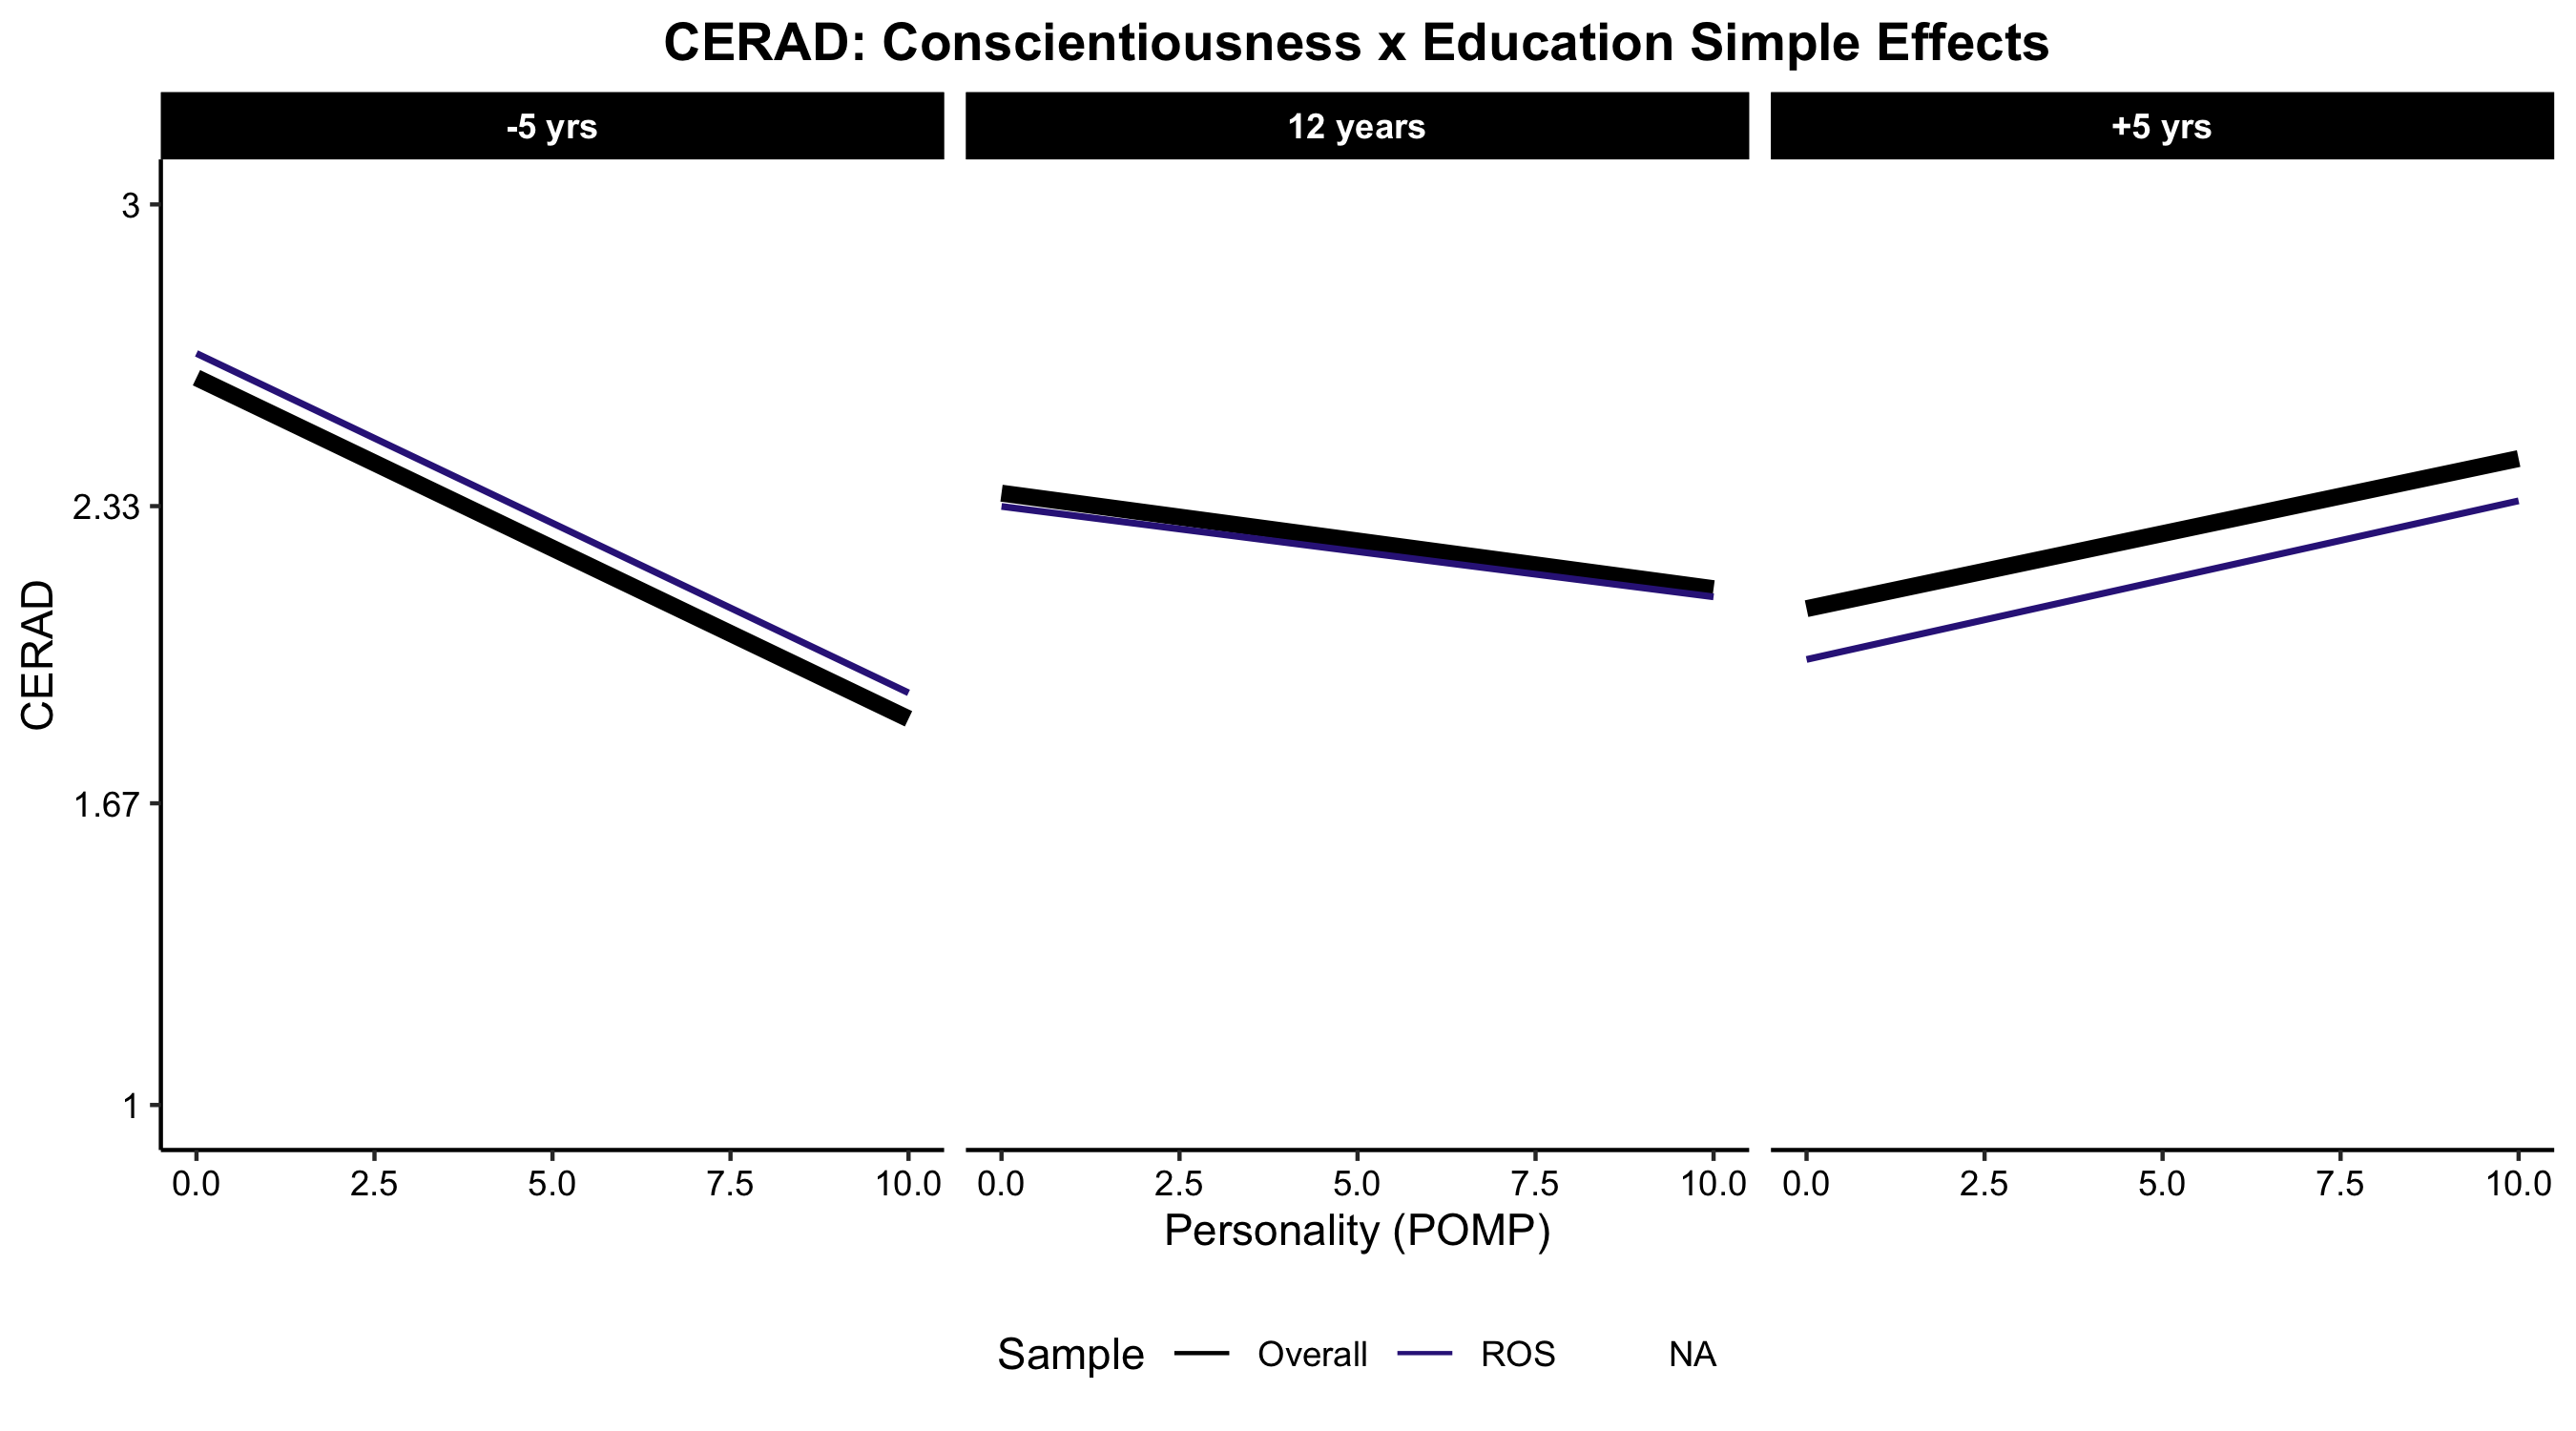 CERAD: Conscientiousness x Education Simple Effects
-5 yrs
12 years
+5 yrs
3
2.33
1.67
1
CERAD
0.0 2.5 5.0 7.5 10.0
0.0 2.5 5.0 7.5 10.0
0.0 2.5 5.0 7.5 10.0
Personality (POMP)
Sample Overall ROS NA